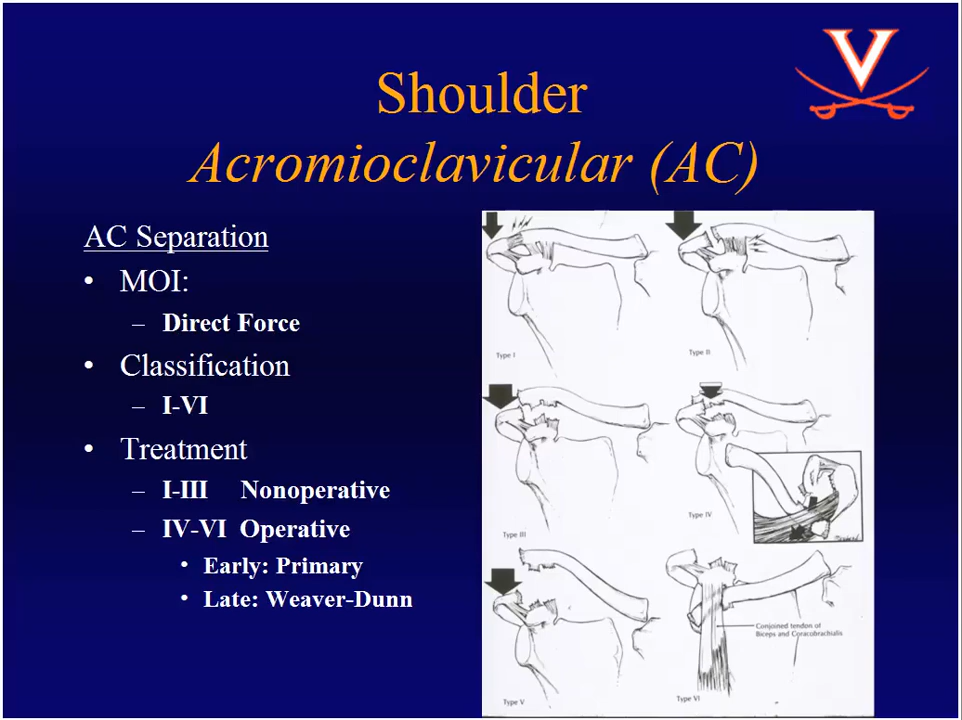 V
Shoulder
Acromioclavicular (AC)
AC Separation
• MOI:
– Direct Force
• Classification
– I-VI
• Treatment
– I-III Nonoperative
– IV-VI Operative
• Early: Primary
• Late: Weaver-Dunn
Type I
Type II
Type III
Type IV
Type V
Conjoined tendon of
Biceps and Coracobrachialis
Type VI